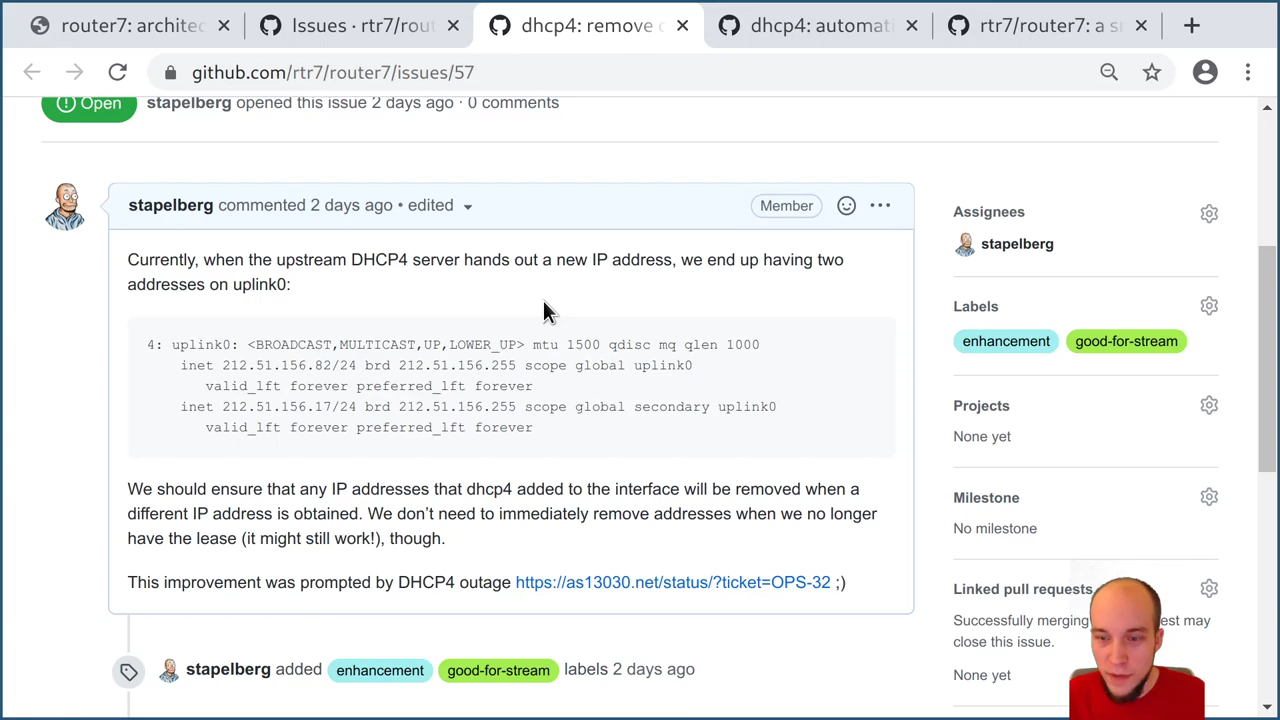 router7: architec
Issues · rtr7/rout
dhcp4: remove o
dhcp4: automat
rtr7/router7: a s
github.com/rtr7/router7/issues/57
Open
stapelberg opened this issue 2 days ago · 0 comments
stapelberg commented 2 days ago • edited
Member
Currently, when the upstream DHCP4 server hands out a new IP address, we end up having two
addresses on uplink0:
4: uplink0: <BROADCAST,MULTICAST,UP,LOWER_UP> mtu 1500 qdisc mq qlen 1000
inet 212.51.156.82/24 brd 212.51.156.255 scope global uplink0
valid_lft forever preferred_lft forever
inet 212.51.156.17/24 brd 212.51.156.255 scope global secondary uplink0
valid_lft forever preferred_lft forever
We should ensure that any IP addresses that dhcp4 added to the interface will be removed when a
different IP address is obtained. We don’t need to immediately remove addresses when we no longer
have the lease (it might still work!), though.
This improvement was prompted by DHCP4 outage https://as13030.net/status/?ticket=OPS-32 ;)
stapelberg added enhancement good-for-stream labels 2 days ago
Assignees
stapelberg
Labels
enhancement good-for-stream
Projects
None yet
Milestone
No milestone
Linked pull requests
Successfully merging est may
close this issue.
None yet